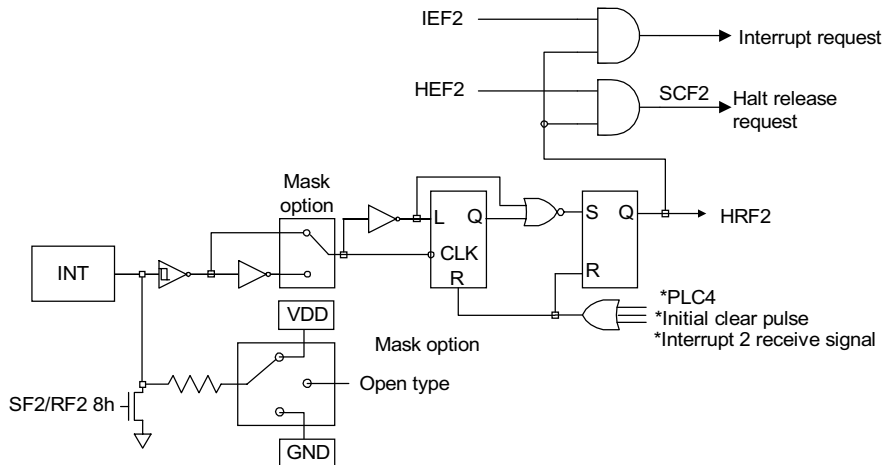 IEF2
Interrupt request
HEF2
SCF2
Halt release
request
Mask
option
L
Q
CLK
R
S
Q
R
HRF2
INT
*PLC4
*Initial clear pulse
*Interrupt 2 receive signal
VDD
Mask option
Open type
SF2/RF2 8h
GND